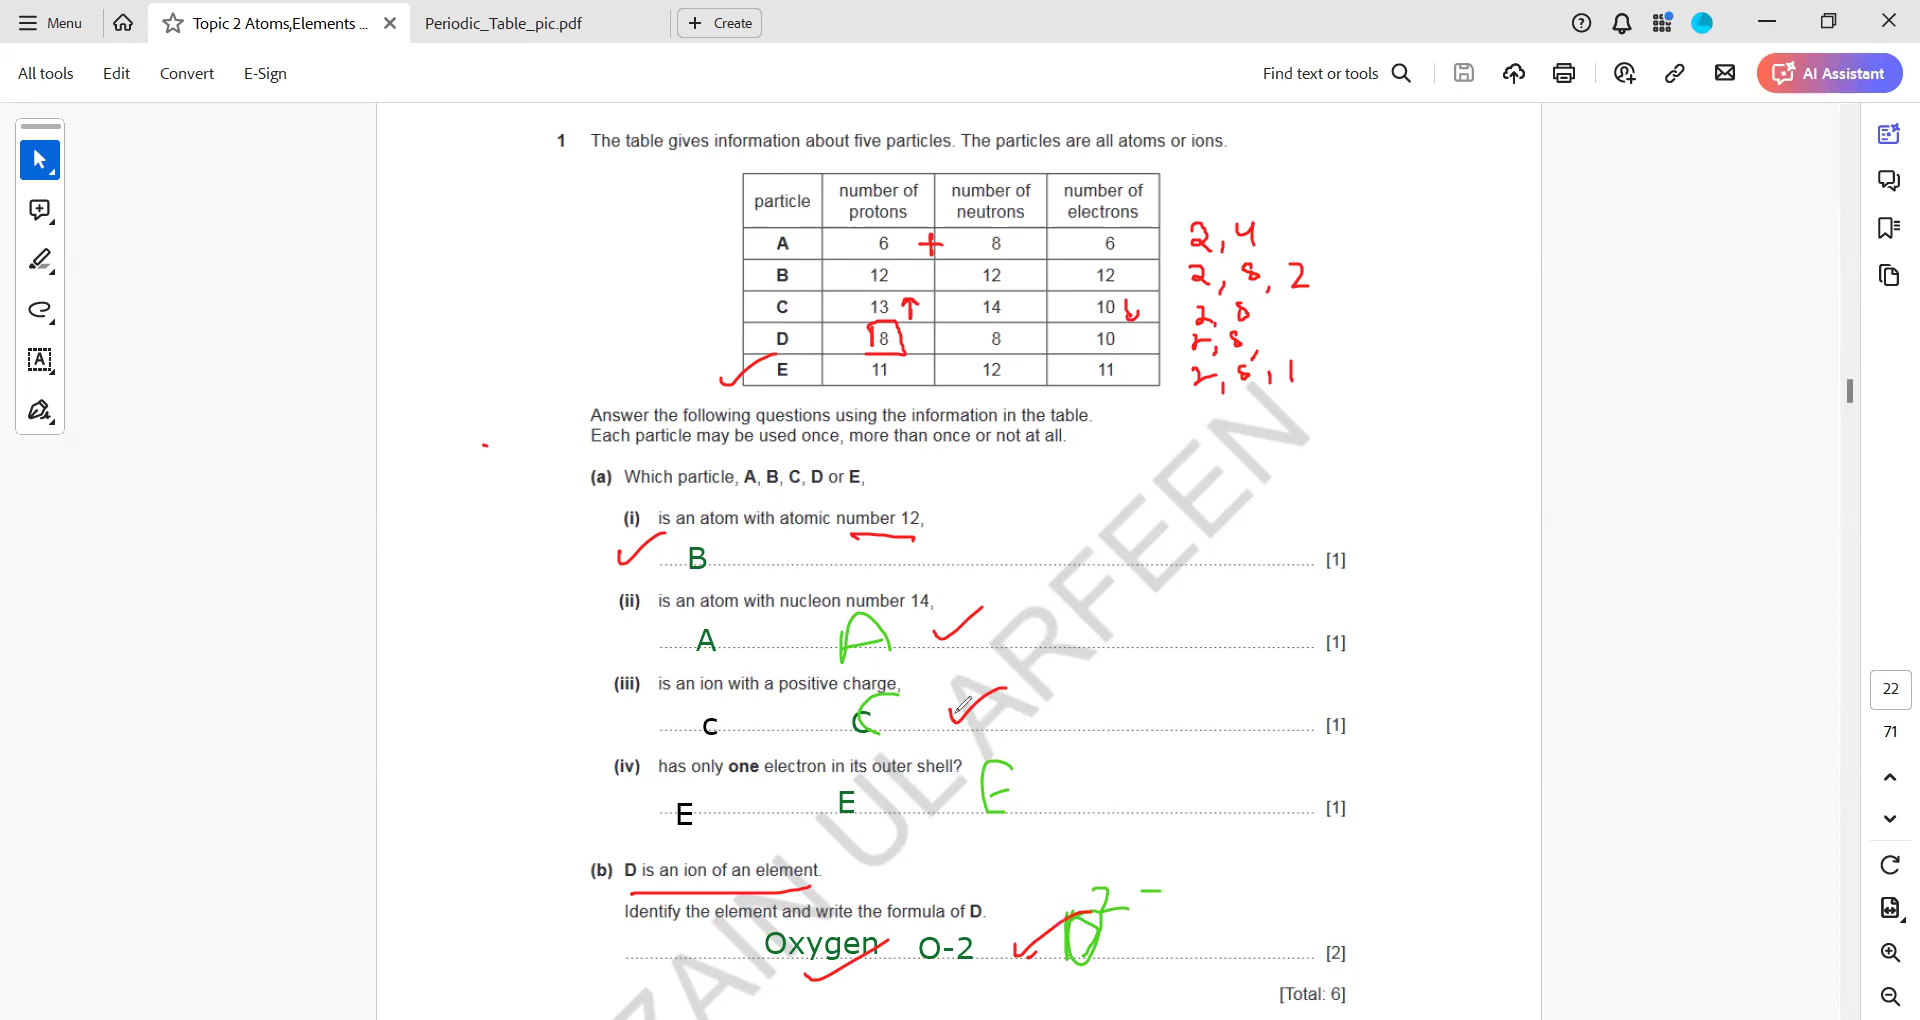 Menu
Topic 2 Atoms,Elements ...
Periodic_Table_pic.pdf
Create
All tools
Edit
Convert
E-Sign
Find text or tools
AI Assistant
1 The table gives information about five particles. The particles are all atoms or ions.
particle number of protons number of neutrons number of electrons
A 6 + 8 6 2, 4
B 12 12 12 2, 8, 2
C 13 ↑ 14 10 ↓ 2, 8
D 8 8 10 2, 8,
E 11 12 11 2, 8, 1
Answer the following questions using the information in the table.
Each particle may be used once, more than once or not at all.
(a) Which particle, A, B, C, D or E,
(i) is an atom with atomic number 12,
B [1]
(ii) is an atom with nucleon number 14,
A A [1]
(iii) is an ion with a positive charge,
c C [1]
(iv) has only one electron in its outer shell?
E E E [1]
(b) D is an ion of an element.
Identify the element and write the formula of D.
Oxygen O-2 O2- [2]
[Total: 6]
ZAIN UL ARFEEN
22
71